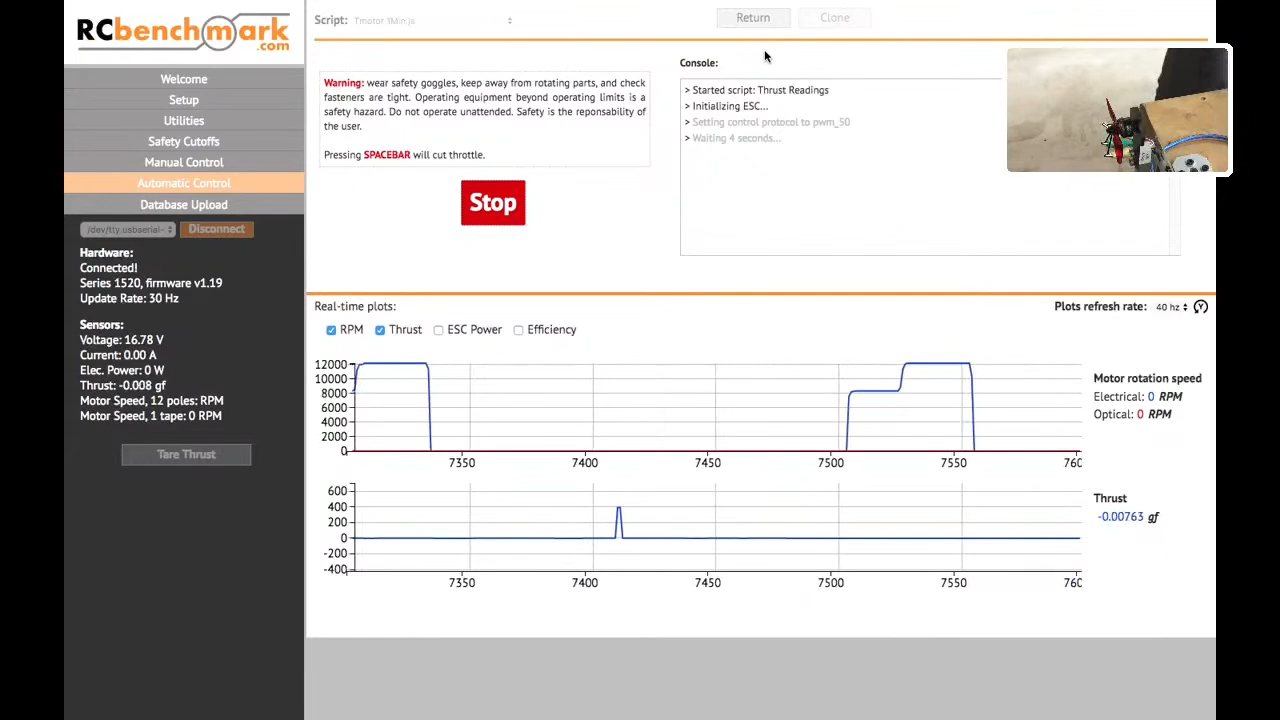 RCbenchmark
.com
Welcome
Setup
Utilities
Safety Cutoffs
Manual Control
Automatic Control
Database Upload
/dev/tty.usbserial-
Disconnect
Hardware:
Connected!
Series 1520, firmware v1.19
Update Rate: 30 Hz
Sensors:
Voltage: 16.78 V
Current: 0.00 A
Elec. Power: 0 W
Thrust: -0.008 gf
Motor Speed, 12 poles: RPM
Motor Speed, 1 tape: 0 RPM
Tare Thrust
Script: Tmotor 1Min.js
Return
Clone
Warning: wear safety goggles, keep away from rotating parts, and check
fasteners are tight. Operating equipment beyond operating limits is a
safety hazard. Do not operate unattended. Safety is the reponsability of
the user.
Pressing SPACEBAR will cut throttle.
Stop
Console:
> Started script: Thrust Readings
> Initializing ESC...
> Setting control protocol to pwm_50
> Waiting 4 seconds...
Real-time plots:
Plots refresh rate: 40 hz
RPM Thrust ESC Power Efficiency
12000
10000
8000
6000
4000
2000
0
7350 7400 7450 7500 7550 760
Motor rotation speed
Electrical: 0 RPM
Optical: 0 RPM
600
400
200
0
-200
-400
7350 7400 7450 7500 7550 760
Thrust
-0.00763 gf